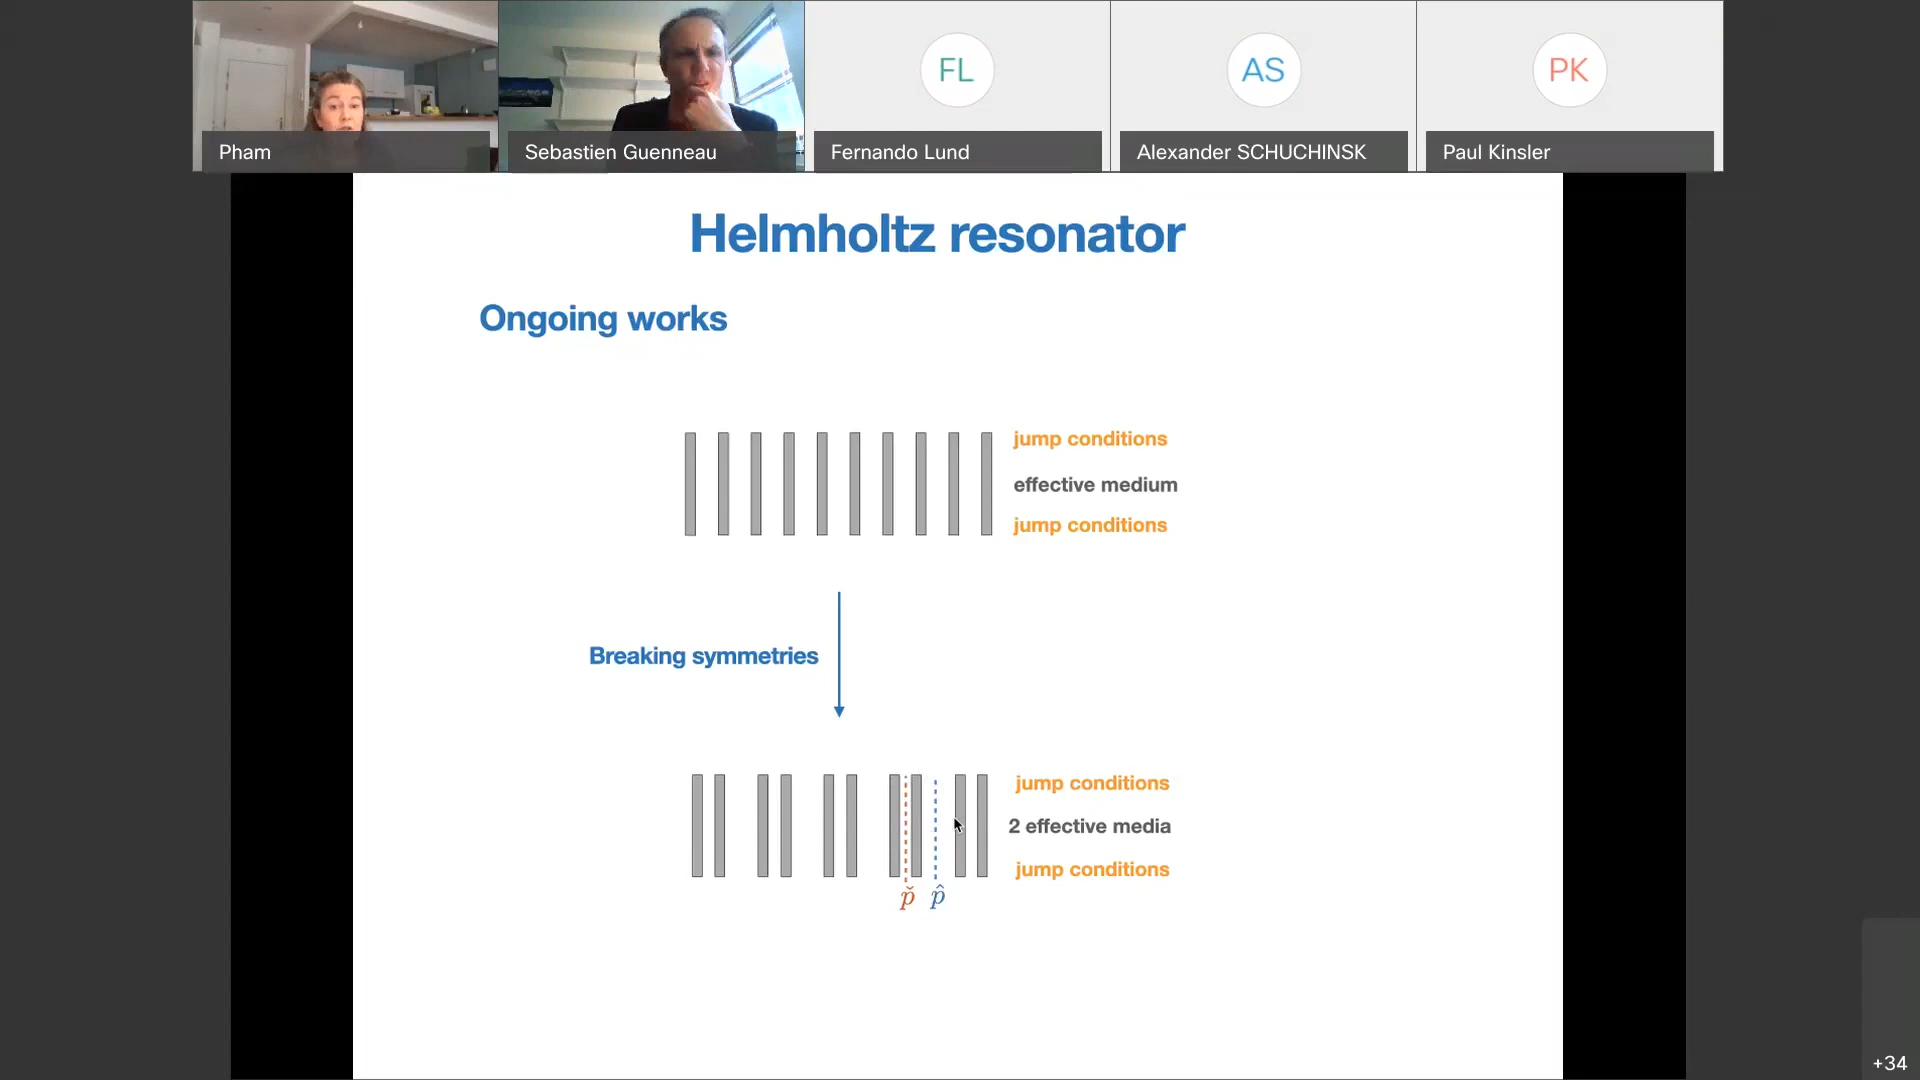 Pham
Sebastien Guenneau
FL
Fernando Lund
AS
Alexander SCHUCHINSK
PK
Paul Kinsler
Helmholtz resonator
Ongoing works
jump conditions
effective medium
jump conditions
Breaking symmetries
jump conditions
2 effective media
jump conditions
p̌ p̂
+34